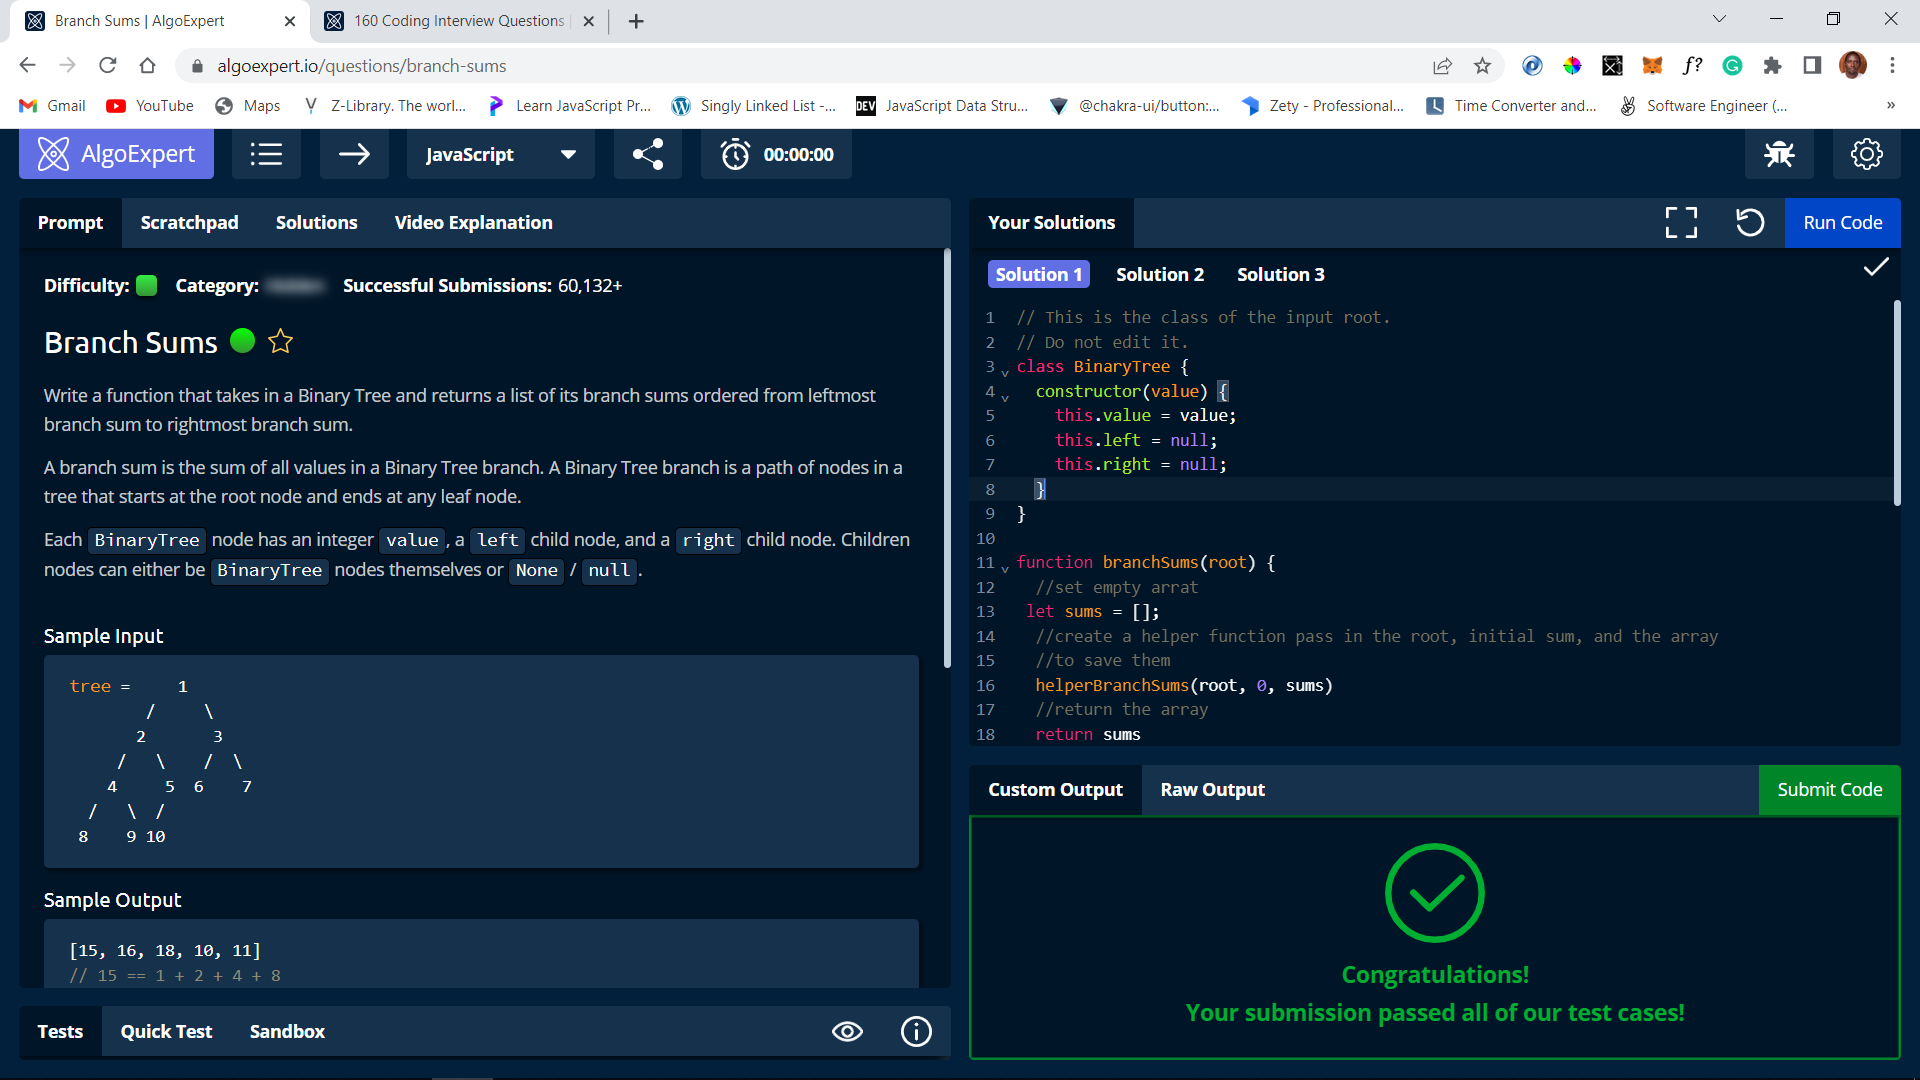 Branch Sums | AlgoExpert
160 Coding Interview Questions
algoexpert.io/questions/branch-sums
f?
Gmail
YouTube
Maps
Z-Library. The worl...
Learn JavaScript Pr...
Singly Linked List -...
DEV
JavaScript Data Stru...
@chakra-ui/button:...
Zety - Professional...
Time Converter and...
Software Engineer (...
»
AlgoExpert
JavaScript
00:00:00
Prompt
Scratchpad
Solutions
Video Explanation
Difficulty:
Category:
Successful Submissions: 60,132+
Branch Sums
Write a function that takes in a Binary Tree and returns a list of its branch sums ordered from leftmost
branch sum to rightmost branch sum.
A branch sum is the sum of all values in a Binary Tree branch. A Binary Tree branch is a path of nodes in a
tree that starts at the root node and ends at any leaf node.
Each BinaryTree node has an integer value , a left child node, and a right child node. Children
nodes can either be BinaryTree nodes themselves or None / null .
Sample Input
tree = 1
/ \
2 3
/ \ / \
4 5 6 7
/ \ /
8 9 10
Sample Output
[15, 16, 18, 10, 11]
// 15 == 1 + 2 + 4 + 8
Tests
Quick Test
Sandbox
Your Solutions
Run Code
Solution 1
Solution 2
Solution 3
1 // This is the class of the input root.
2 // Do not edit it.
3 class BinaryTree {
4 constructor(value) {
5 this.value = value;
6 this.left = null;
7 this.right = null;
8 }
9 }
10
11 function branchSums(root) {
12 //set empty arrat
13 let sums = [];
14 //create a helper function pass in the root, initial sum, and the array
15 //to save them
16 helperBranchSums(root, 0, sums)
17 //return the array
18 return sums
Custom Output
Raw Output
Submit Code
Congratulations!
Your submission passed all of our test cases!